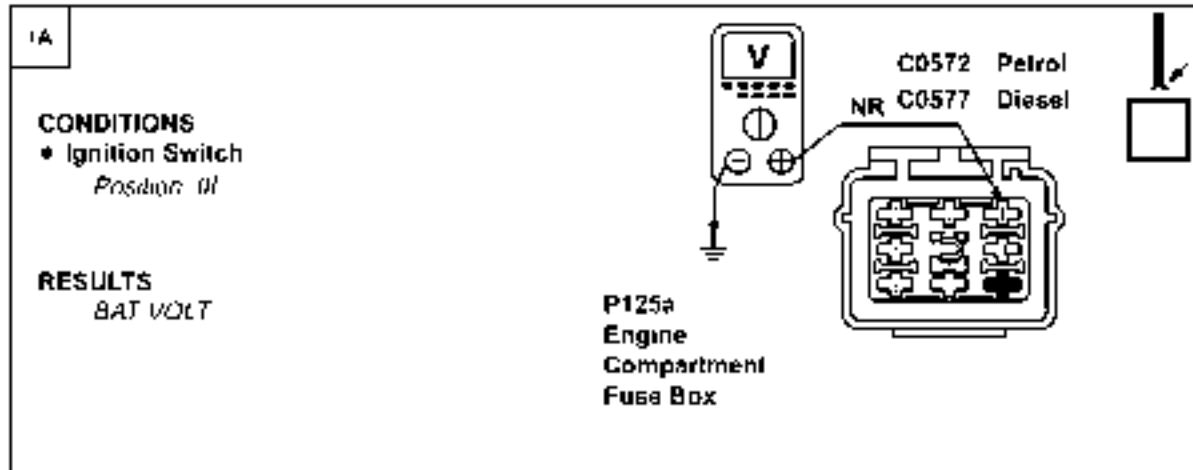 1A
CONDITIONS
• Ignition Switch
Position 0I
RESULTS
BAT VOLT
V
C0572 Petrol
C0577 Diesel
NR
P125a
Engine
Compartment
Fuse Box